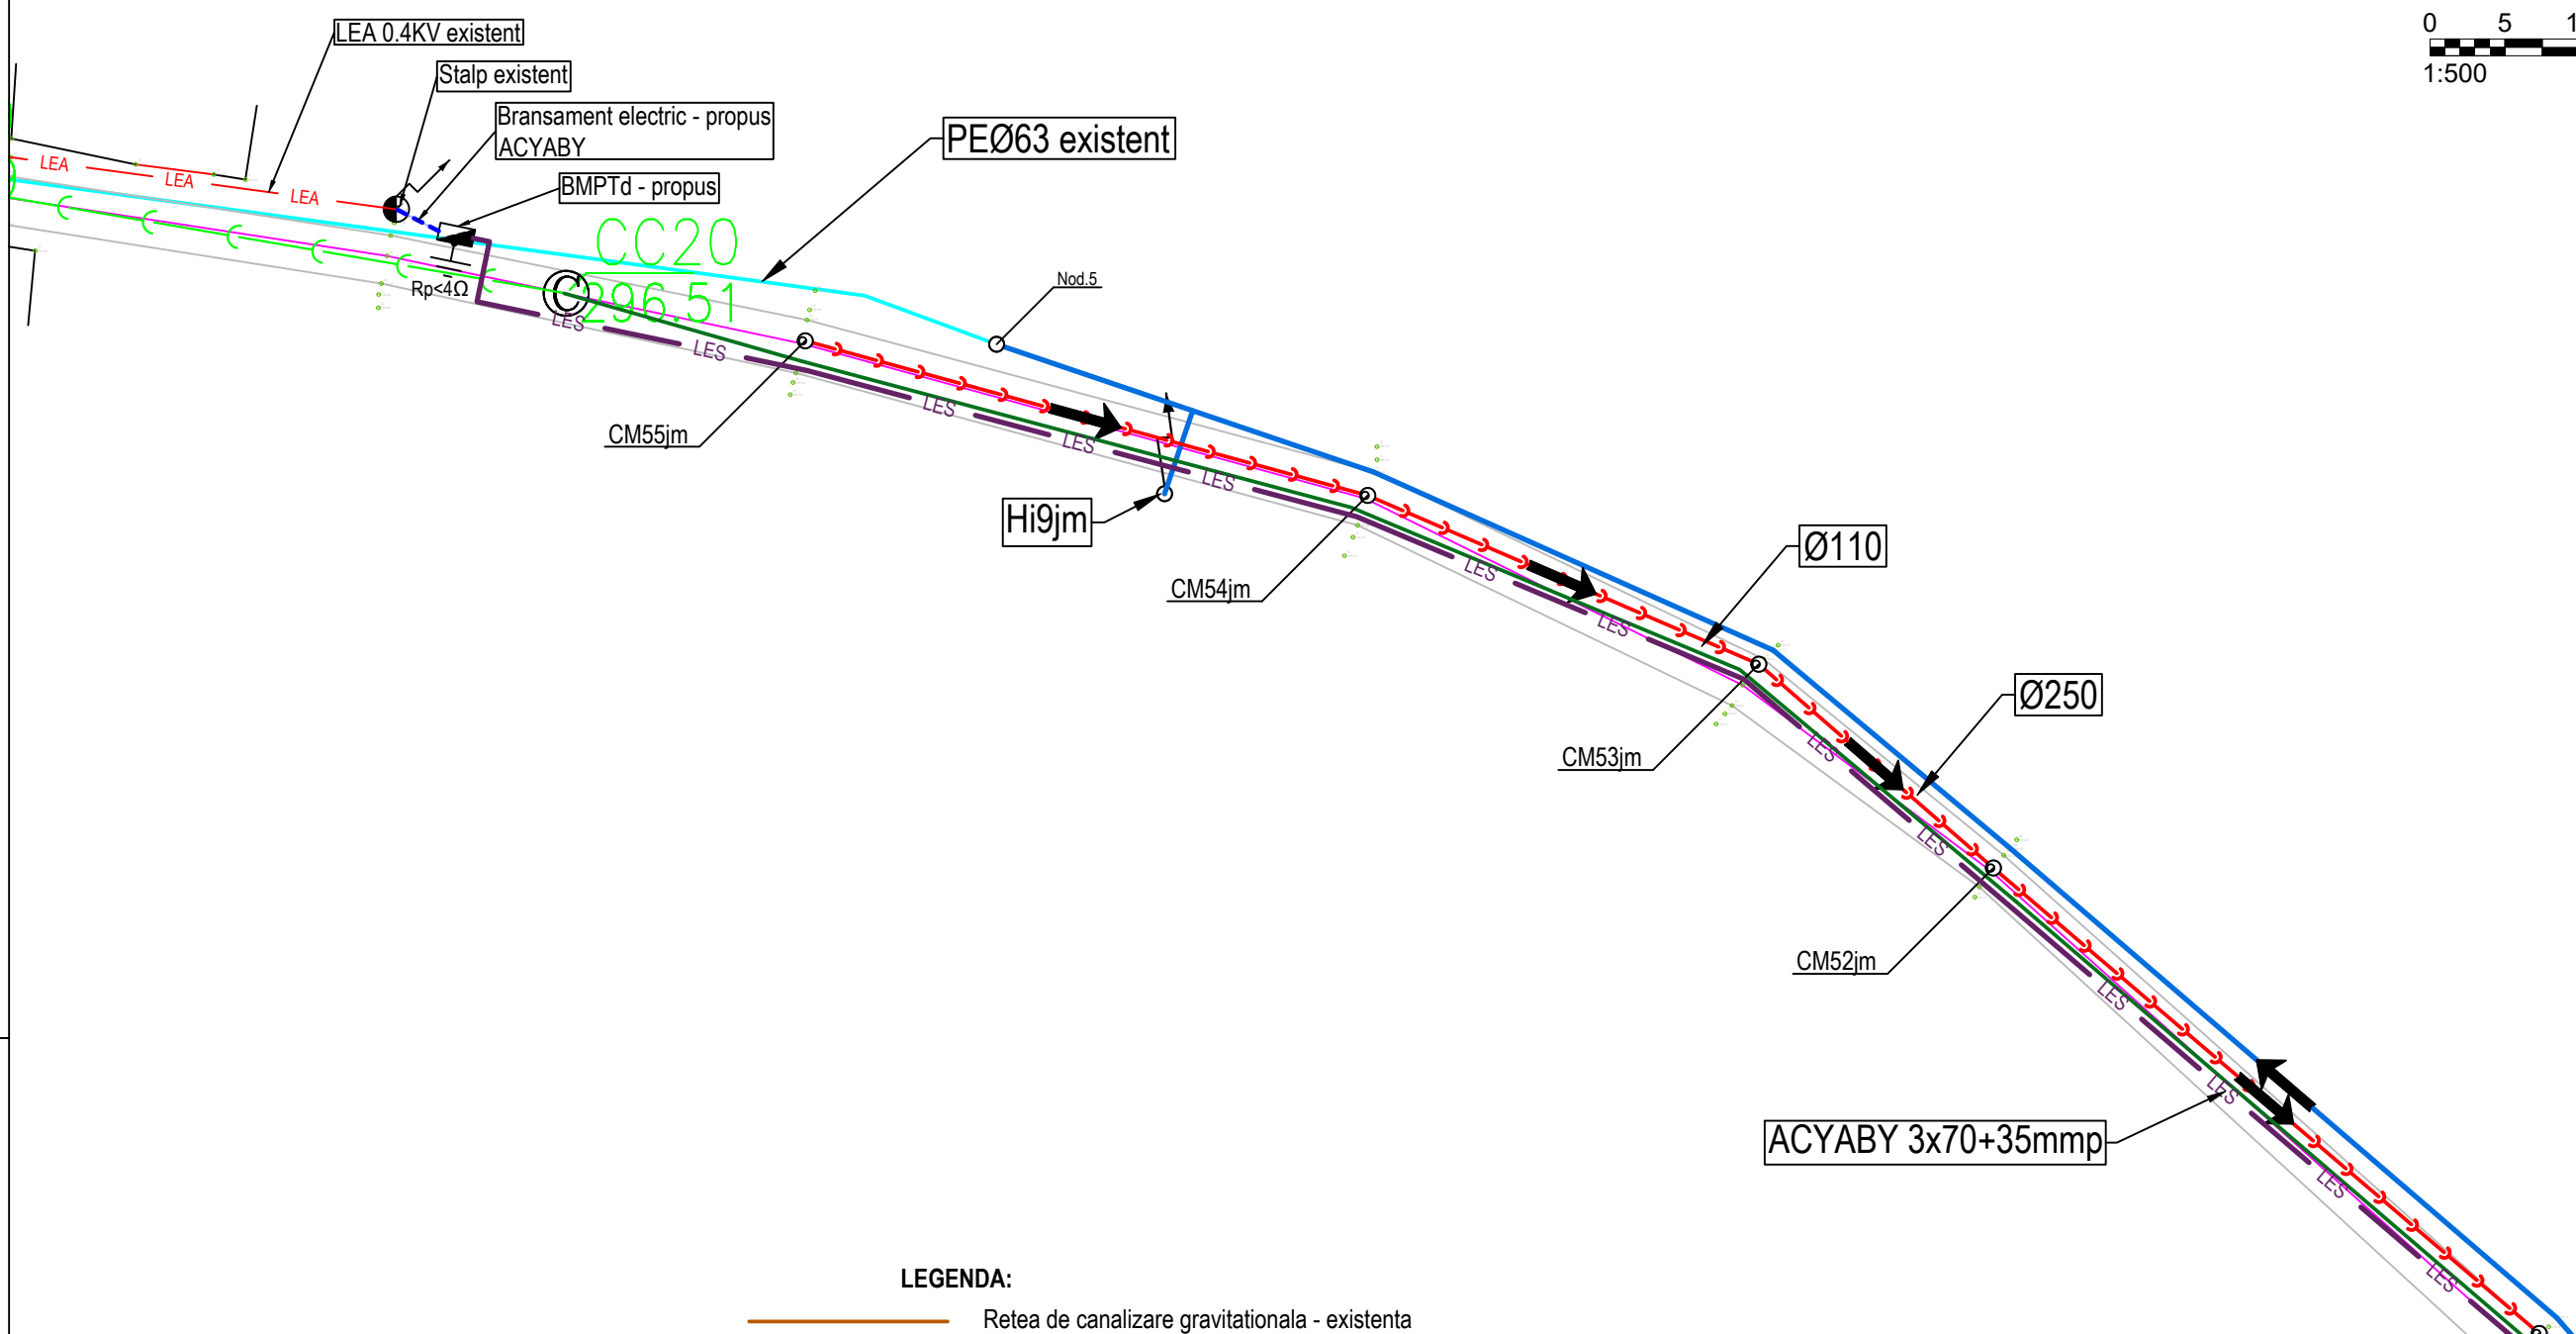 0 5 1
1:500
LEA 0.4KV existent
Stalp existent
Bransament electric - propus
ACYABY
PEØ63 existent
BMPTd - propus
LEA
LEA
LEA
CC20
296.51
C
Rp<4Ω
Nod.5
LES
LES
LES
LES
LES
CM55jm
Hi9jm
CM54jm
Ø110
LES
LES
CM53jm
Ø250
LES
LES
CM52jm
LES
LES
ACYABY 3x70+35mmp
LES
LES
LEGENDA:
Retea de canalizare gravitationala - existenta